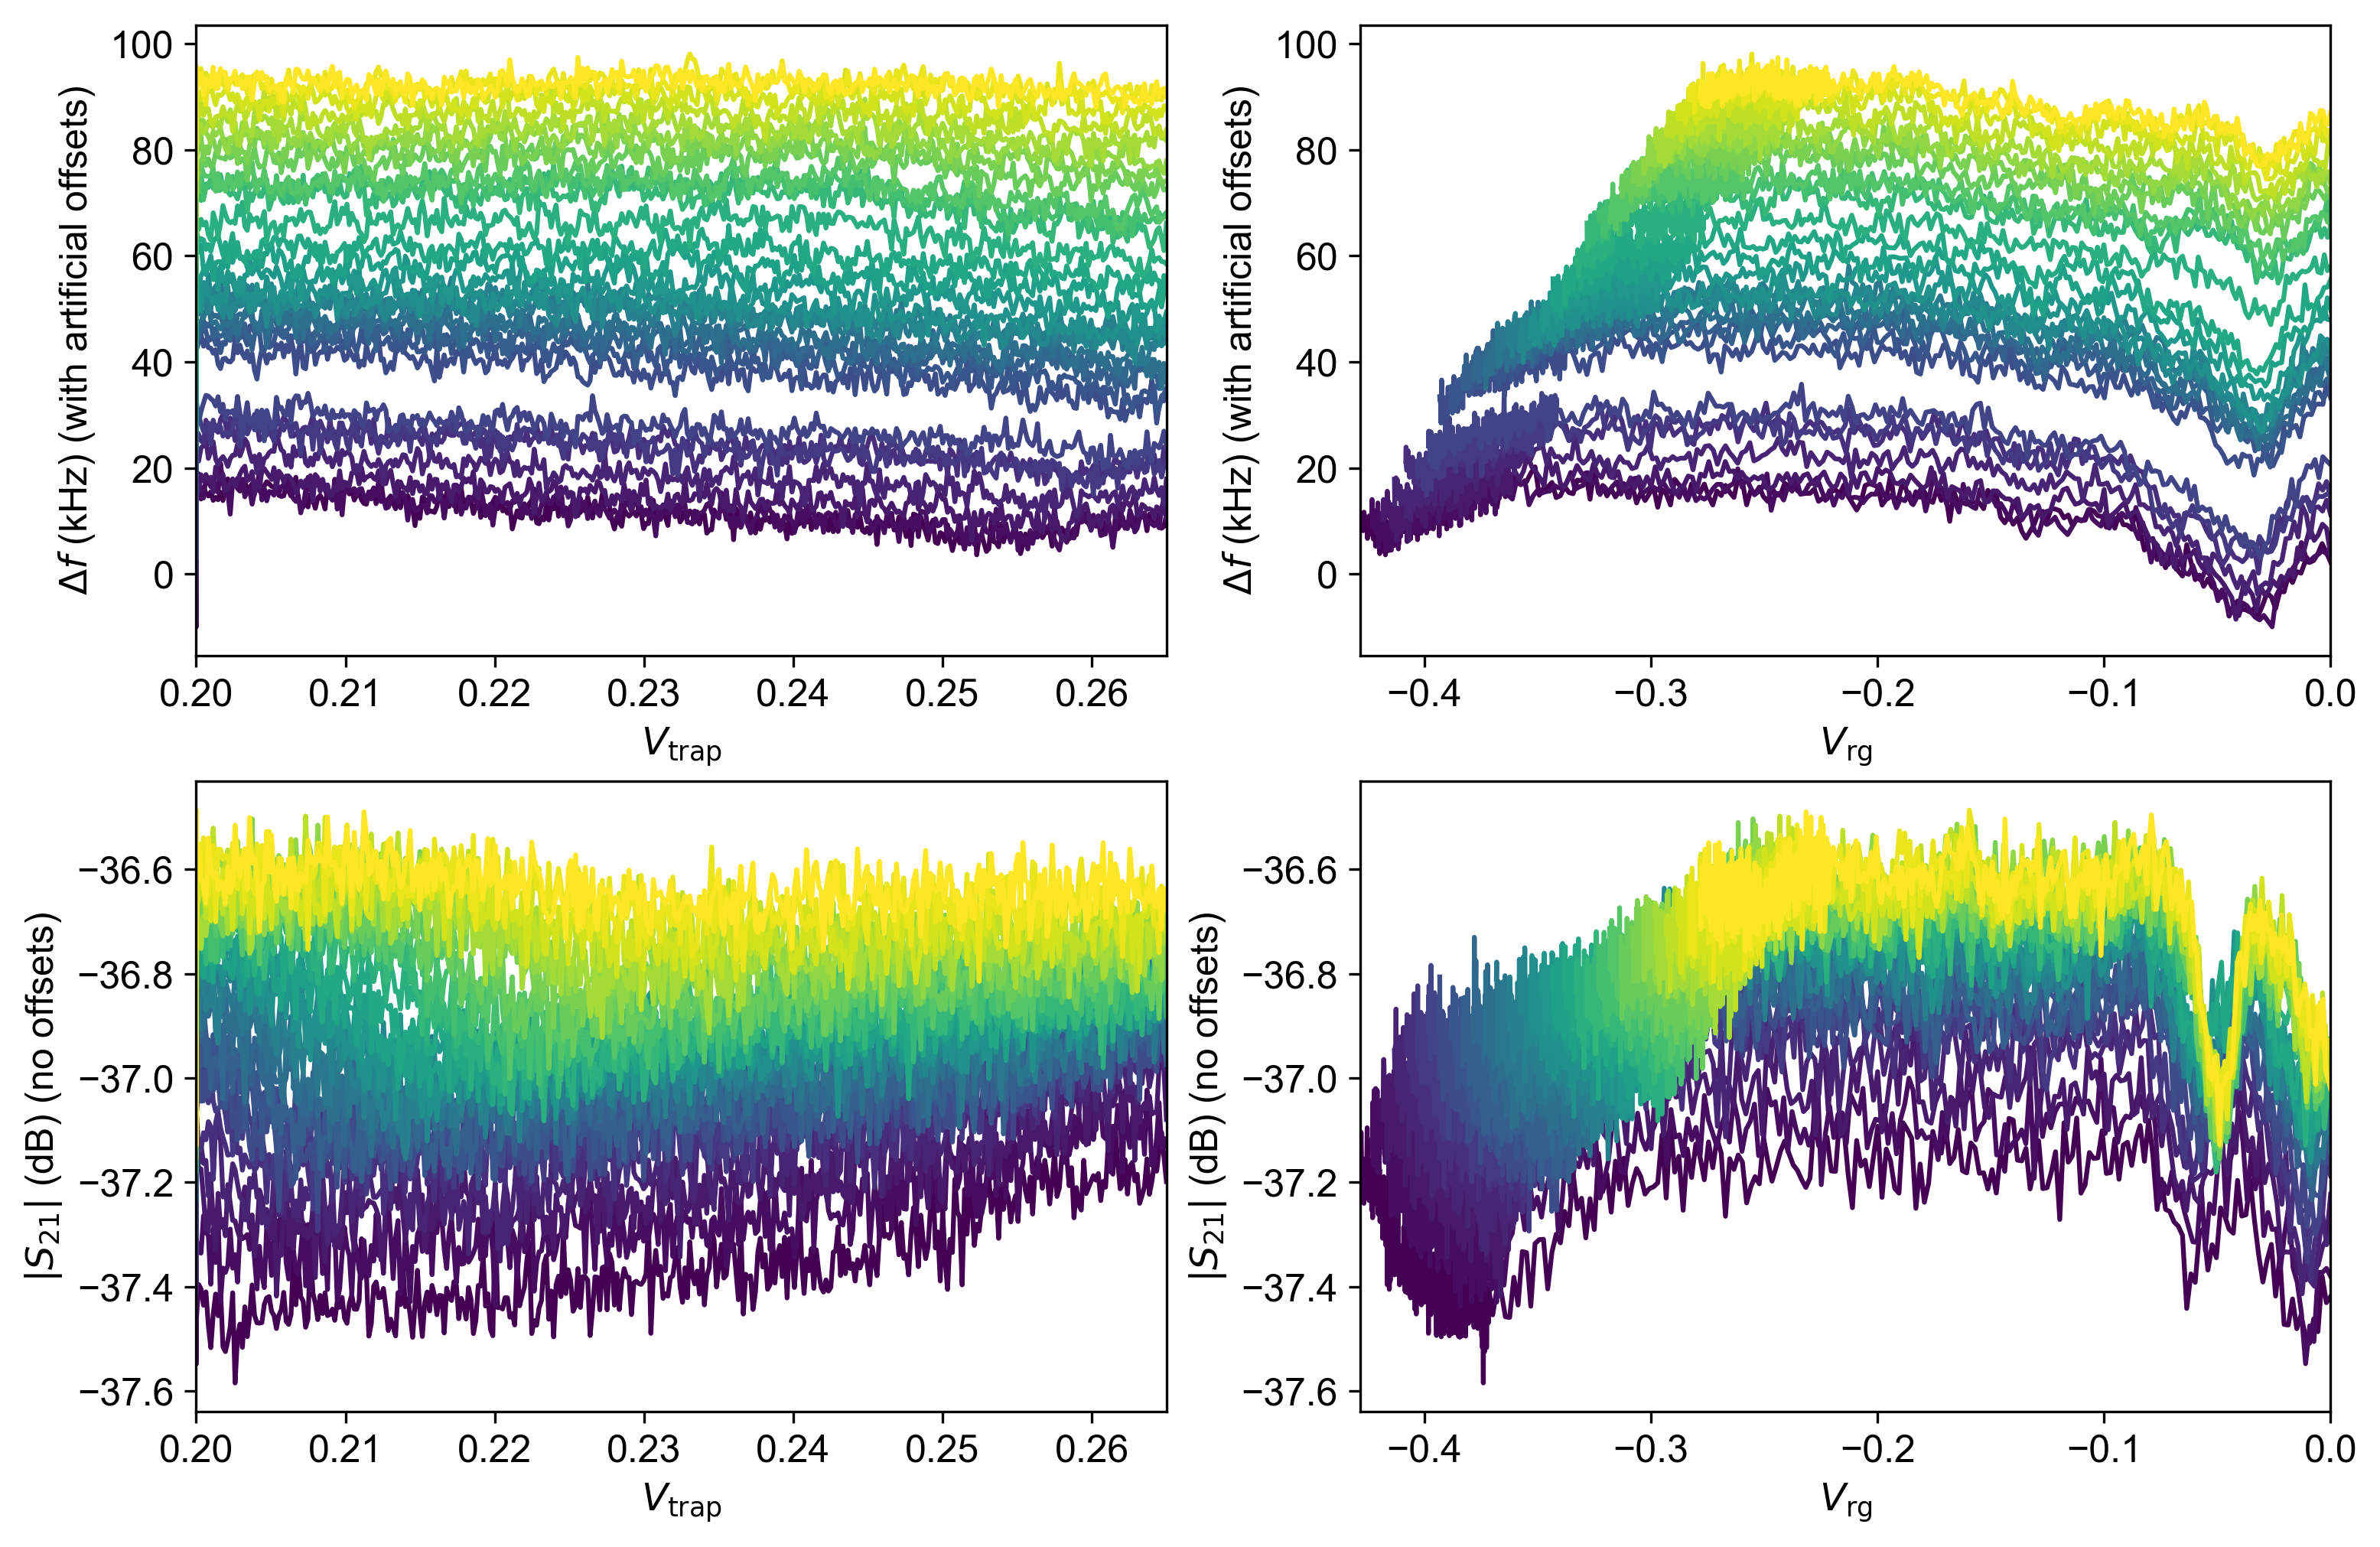 Δf (kHz) (with artificial offsets)
100
80
60
40
20
0
0.20 0.21 0.22 0.23 0.24 0.25 0.26
V_trap
Δf (kHz) (with artificial offsets)
100
80
60
40
20
0
−0.4 −0.3 −0.2 −0.1 0.0
V_rg
|S_21| (dB) (no offsets)
−36.6
−36.8
−37.0
−37.2
−37.4
−37.6
0.20 0.21 0.22 0.23 0.24 0.25 0.26
V_trap
|S_21| (dB) (no offsets)
−36.6
−36.8
−37.0
−37.2
−37.4
−37.6
−0.4 −0.3 −0.2 −0.1 0.0
V_rg